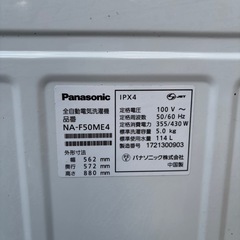 Panasonic
全自動電気洗濯機
品番
NA-F50ME4
外形寸法
幅 562 mm
奥行 572 mm
高さ 880 mm
IPX4
JET
定格電圧 100 V ～
定格周波数 50/60 Hz
定格消費電力 355/430 W
標準洗濯容量 5.0 kg
標準使用水量 114 L
製造番号 1721300903
パナソニック株式会社
中国製